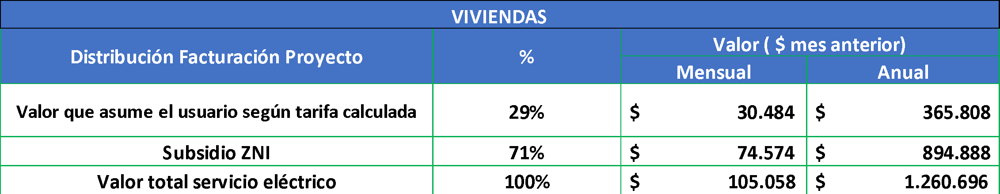 VIVIENDAS
Distribución Facturación Proyecto % Valor ( $ mes anterior)
Mensual Anual
Valor que asume el usuario según tarifa calculada 29% $ 30.484 $ 365.808
Subsidio ZNI 71% $ 74.574 $ 894.888
Valor total servicio eléctrico 100% $ 105.058 $ 1.260.696